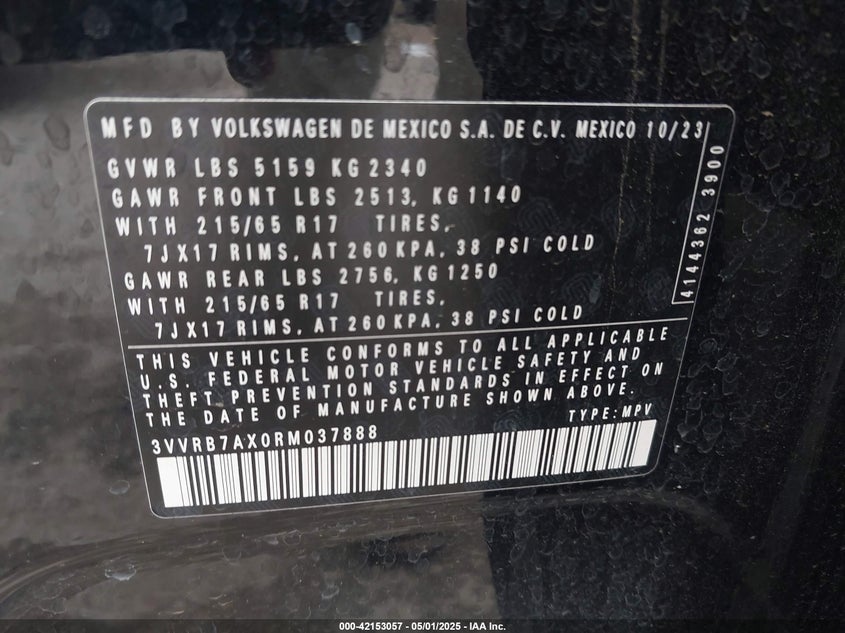 MFD BY VOLKSWAGEN DE MEXICO S.A. DE C.V. MEXICO 10/23
GVWR LBS 5159 KG 2340
GAWR FRONT LBS 2513, KG 1140
WITH 215/65 R17 TIRES,
7JX17 RIMS, AT 260 KPA, 38 PSI COLD
GAWR REAR LBS 2756, KG 1250
WITH 215/65 R17 TIRES,
7JX17 RIMS, AT 260 KPA, 38 PSI COLD
4144362 3900
THIS VEHICLE CONFORMS TO ALL APPLICABLE
U.S. FEDERAL MOTOR VEHICLE SAFETY AND
THEFT PREVENTION STANDARDS IN EFFECT ON
THE DATE OF MANUFACTURE SHOWN ABOVE.
3VVRB7AX0RM037888 TYPE: MPV
000-42153057 - 05/01/2025 - IAA Inc.